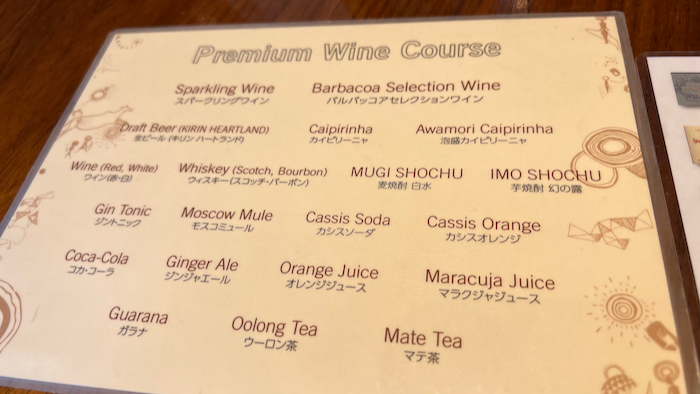 Premium Wine Course
Sparkling Wine Barbacoa Selection Wine
スパークリングワイン バルバッコアセレクションワイン
Draft Beer (KIRIN HEARTLAND) Caipirinha Awamori Caipirinha
生ビール (キリン ハートランド) カイピリーニャ 泡盛カイピリーニャ
Wine (Red, White) Whiskey (Scotch, Bourbon) MUGI SHOCHU IMO SHOCHU
ワイン(赤・白) ウィスキー(スコッチ・バーボン) 麦焼酎 白水 芋焼酎 幻の露
Gin Tonic Moscow Mule Cassis Soda Cassis Orange
ジントニック モスコミュール カシスソーダ カシスオレンジ
Coca-Cola Ginger Ale Orange Juice Maracuja Juice
コカ・コーラ ジンジャエール オレンジジュース マラクジャジュース
Guarana Oolong Tea Mate Tea
ガラナ ウーロン茶 マテ茶